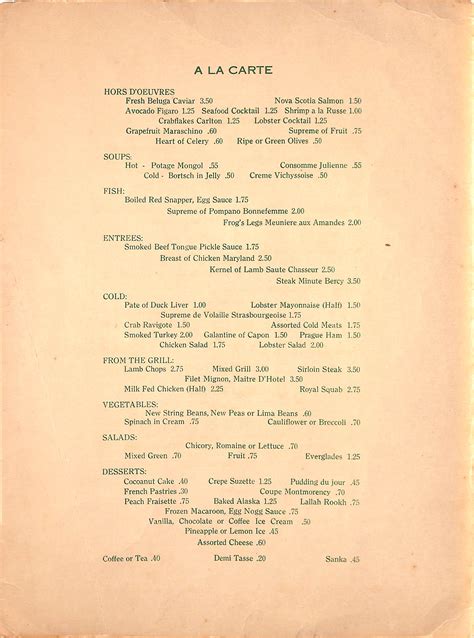 A LA CARTE
HORS D'OEUVRES
Fresh Beluga Caviar 3.50 Nova Scotia Salmon 1.50
Avocado Figaro 1.25 Seafood Cocktail 1.25 Shrimp a la Russe 1.00
Crabflakes Carlton 1.25 Lobster Cocktail 1.25
Grapefruit Maraschino .60 Supreme of Fruit .75
Heart of Celery .60 Ripe or Green Olives .50
SOUPS:
Hot - Potage Mongol .55 Consomme Julienne .55
Cold - Bortsch in Jelly .50 Creme Vichyssoise .50
FISH:
Boiled Red Snapper, Egg Sauce 1.75
Supreme of Pompano Bonnefemme 2.00
Frog's Legs Meuniere aux Amandes 2.00
ENTREES:
Smoked Beef Tongue Pickle Sauce 1.75
Breast of Chicken Maryland 2.50
Kernel of Lamb Saute Chasseur 2.50
Steak Minute Bercy 3.50
COLD:
Pate of Duck Liver 1.00 Lobster Mayonnaise (Half) 1.50
Supreme de Volaille Strasbourgeoise 1.75
Crab Ravigote 1.50 Assorted Cold Meats 1.75
Smoked Turkey 2.00 Galantine of Capon 1.50 Prague Ham 1.50
Chicken Salad 1.75 Lobster Salad 2.00
FROM THE GRILL:
Lamb Chops 2.75 Mixed Grill 3.00 Sirloin Steak 3.50
Filet Mignon, Maitre D'Hotel 3.50
Milk Fed Chicken (Half) 2.25 Royal Squab 2.75
VEGETABLES:
New String Beans, New Peas or Lima Beans .60
Spinach in Cream .75 Cauliflower or Broccoli .70
SALADS:
Chicory, Romaine or Lettuce .70
Mixed Green .70 Fruit .75 Everglades 1.25
DESSERTS:
Cocoanut Cake .40 Crepe Suzette 1.25 Pudding du jour .45
French Pastries .30 Coupe Montmorency .70
Peach Fraisette .75 Baked Alaska 1.25 Lallah Rookh .75
Frozen Macaroon, Egg Nogg Sauce .75
Vanilla, Chocolate or Coffee Ice Cream .50
Pineapple or Lemon Ice .45
Assorted Cheese .60
Coffee or Tea .40 Demi Tasse .20 Sanka .45